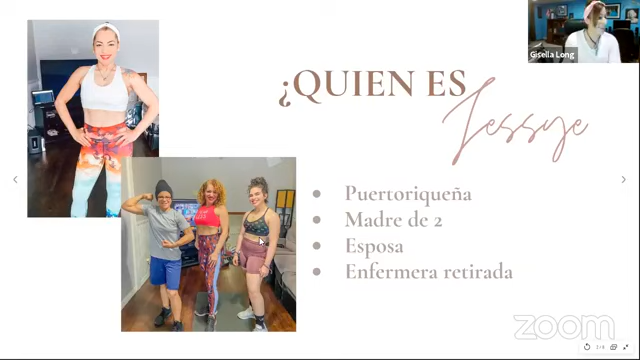 Gisella Long
¿QUIEN ES
Jessye
Puertoriqueña
Madre de 2
Esposa
Enfermera retirada
zoom